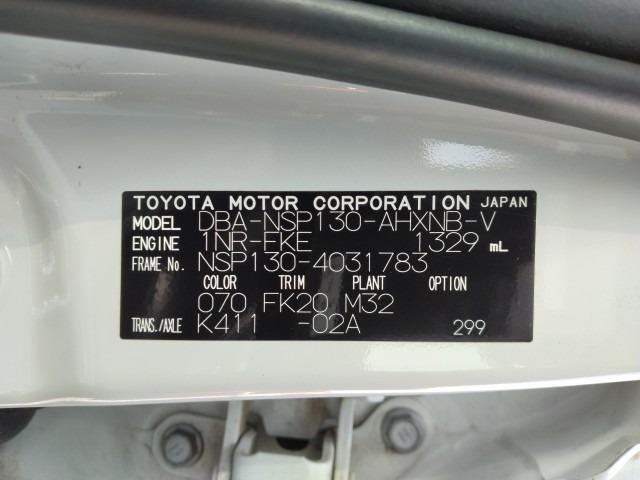 TOYOTA MOTOR CORPORATION JAPAN
MODEL DBA-NSP130-AHXNB-V
ENGINE 1NR-FKE 1329 mL
FRAME No. NSP130-4031783
COLOR TRIM PLANT OPTION
070 FK20 M32
TRANS./AXLE K411 -02A 299